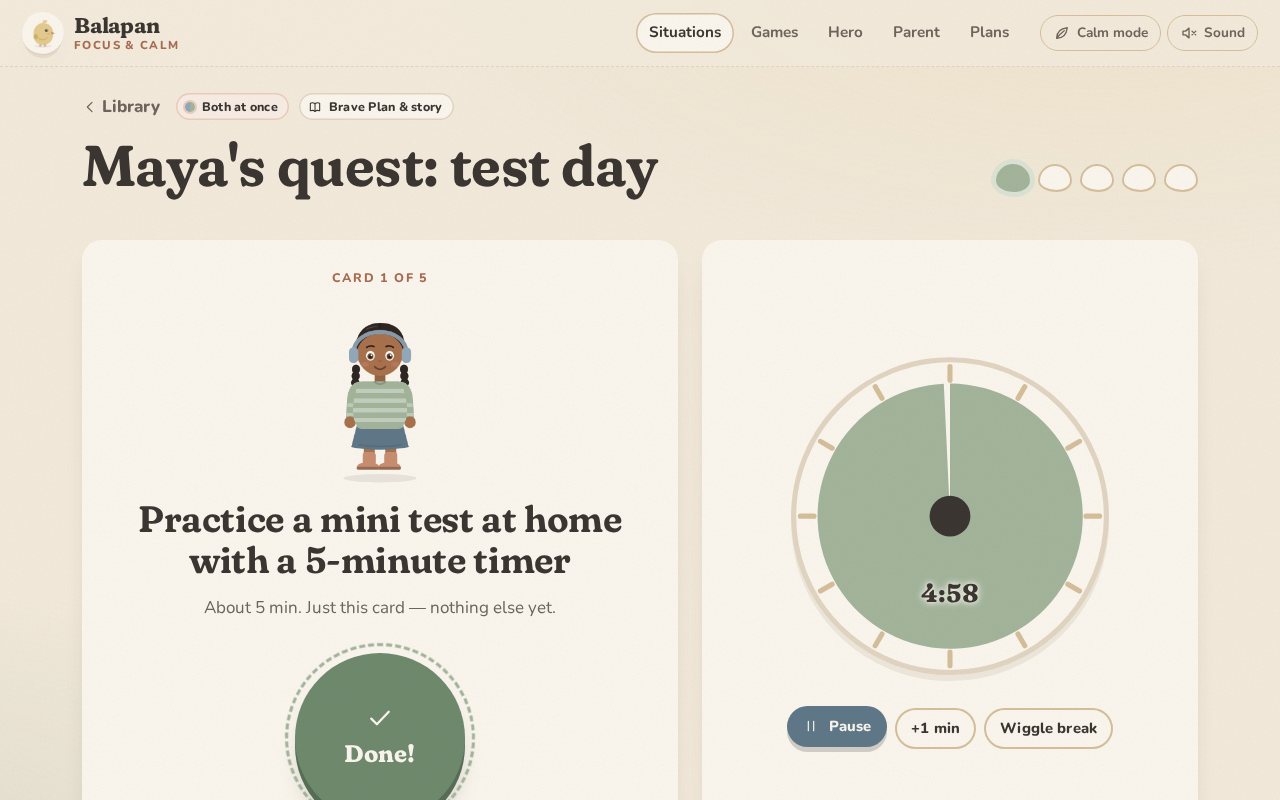 Balapan
FOCUS & CALM
Situations
Games
Hero
Parent
Plans
Calm mode
Sound
Library
Both at once
Brave Plan & story
Maya's quest: test day
CARD 1 OF 5
Practice a mini test at home
with a 5-minute timer
About 5 min. Just this card — nothing else yet.
Done!
4:58
Pause
+1 min
Wiggle break